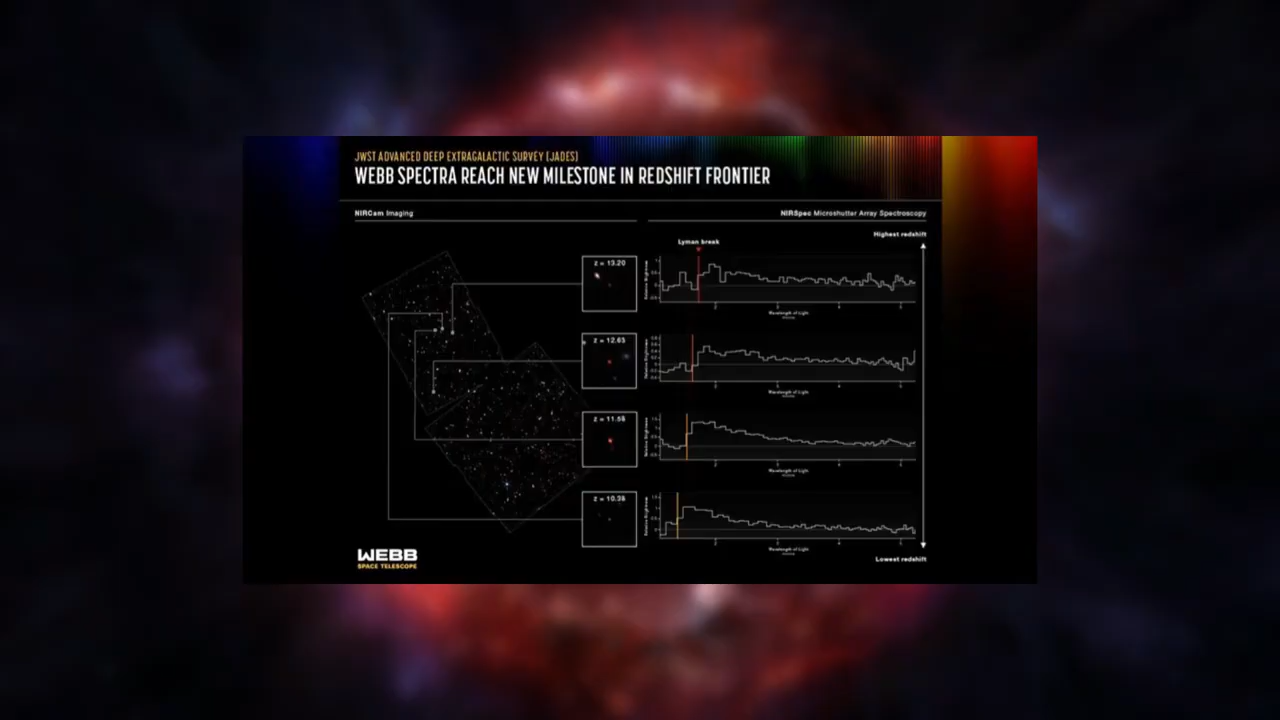 JWST ADVANCED DEEP EXTRAGALACTIC SURVEY (JADES)
WEBB SPECTRA REACH NEW MILESTONE IN REDSHIFT FRONTIER
NIRCam Imaging
NIRSpec Microshutter Array Spectroscopy
Highest redshift
Lyman break
z = 13.20
Wavelength of Light
z = 12.63
Wavelength of Light
z = 11.58
Wavelength of Light
z = 10.38
Wavelength of Light
Lowest redshift
WEBB
SPACE TELESCOPE